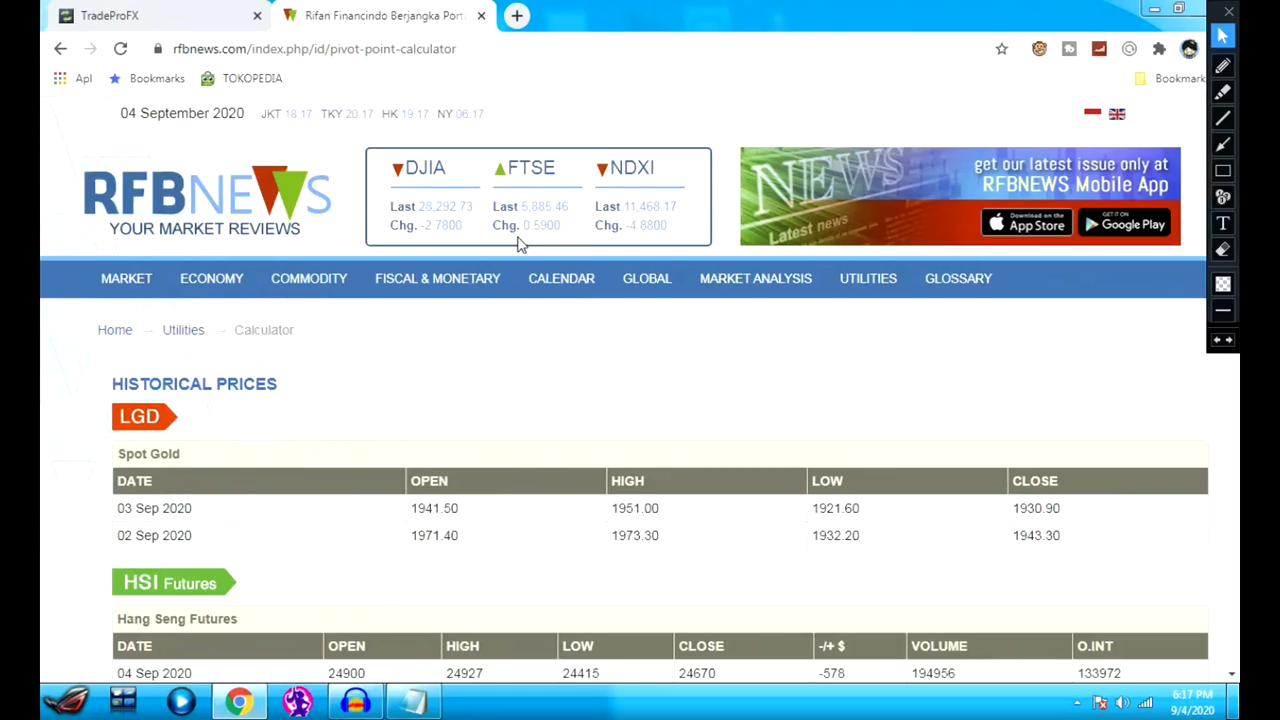 TradeProFX
Rifan Financindo Berjangka Port
rfbnews.com/index.php/id/pivot-point-calculator
Apl
Bookmarks
TOKOPEDIA
Bookmark
04 September 2020 JKT 18.17 TKY 20.17 HK 19.17 NY 06.17
RFBNEWS
YOUR MARKET REVIEWS
DJIA FTSE NDXI
Last 28,292.73 Last 5,885.46 Last 11,468.17
Chg. -2.7800 Chg. 0.5900 Chg. -4.8800
NEWS
Latest news
get our latest issue only at
RFBNEWS Mobile App
Download on the
App Store
GET IT ON
Google Play
MARKET ECONOMY COMMODITY FISCAL & MONETARY CALENDAR GLOBAL MARKET ANALYSIS UTILITIES GLOSSARY
Home → Utilities → Calculator
HISTORICAL PRICES
LGD
Spot Gold
DATE OPEN HIGH LOW CLOSE
03 Sep 2020 1941.50 1951.00 1921.60 1930.90
02 Sep 2020 1971.40 1973.30 1932.20 1943.30
HSI Futures
Hang Seng Futures
DATE OPEN HIGH LOW CLOSE -/+ $ VOLUME O.INT
04 Sep 2020 24900 24927 24415 24670 -578 194956 133972
6:17 PM
9/4/2020